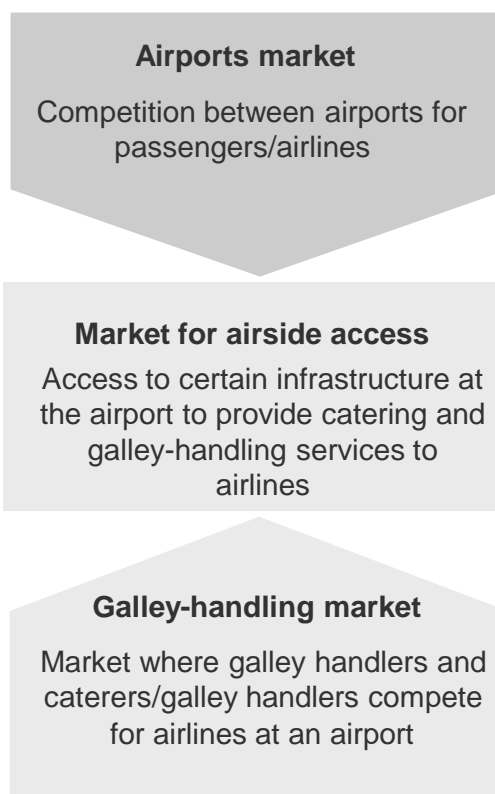 Airports market
Competition between airports for
passengers/airlines
Market for airside access
Access to certain infrastructure at
the airport to provide catering and
galley-handling services to
airlines
Galley-handling market
Market where galley handlers and
caterers/galley handlers compete
for airlines at an airport